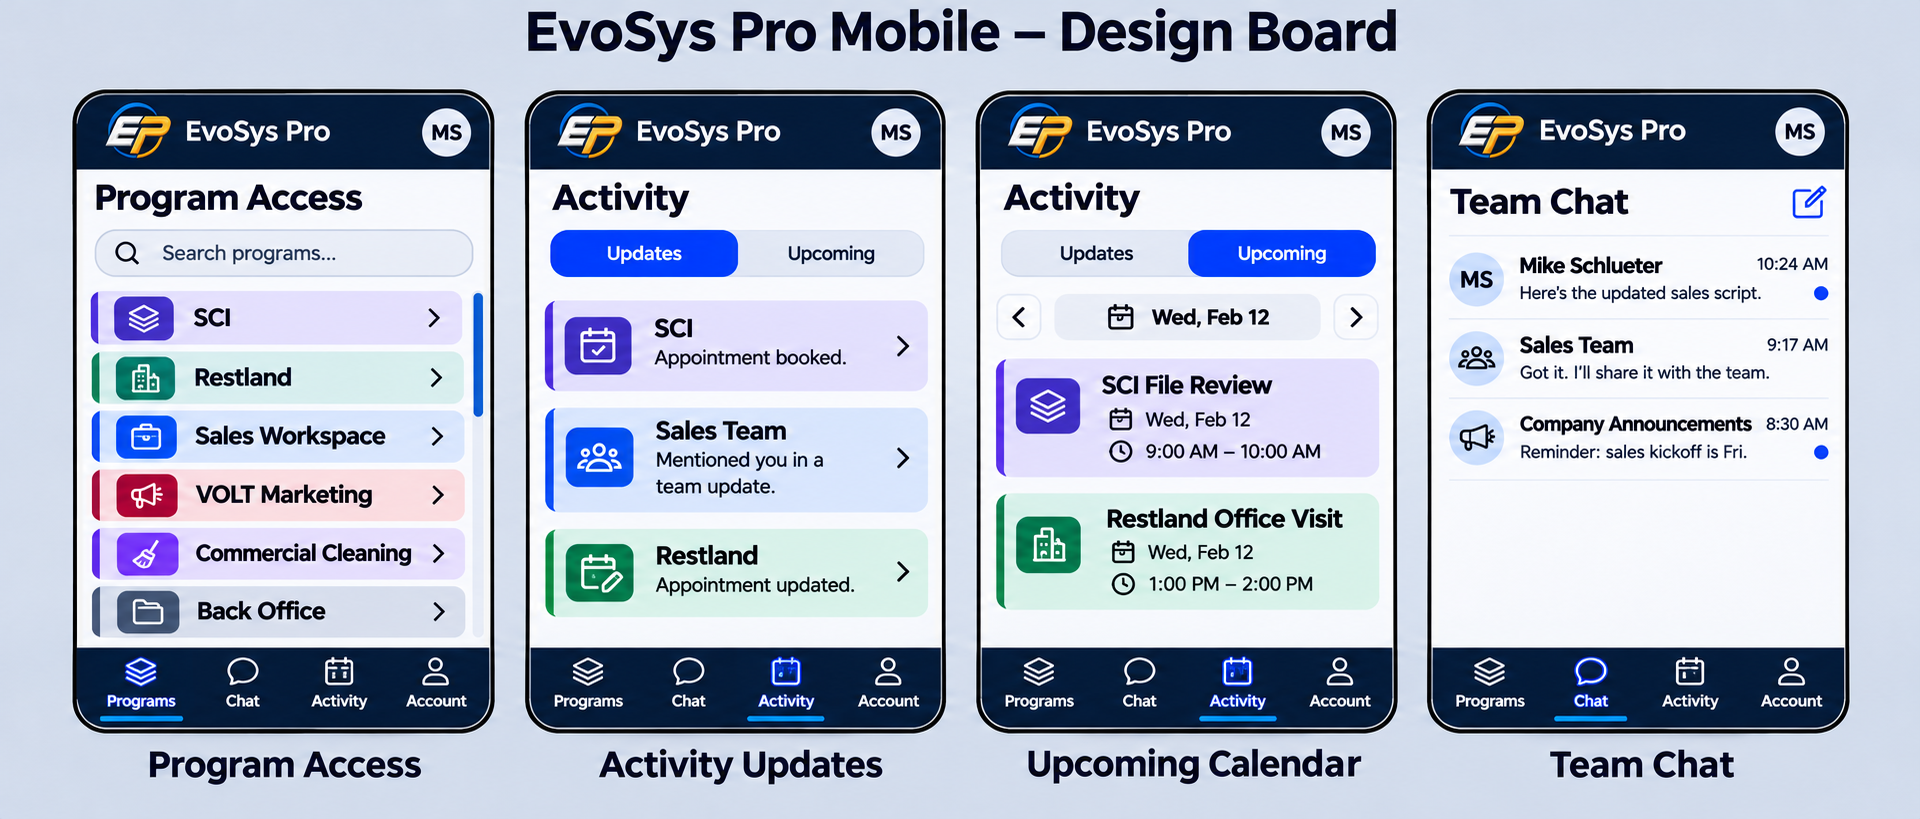 EvoSys Pro Mobile – Design Board
EP EvoSys Pro MS
Program Access
Search programs...
SCI
Restland
Sales Workspace
VOLT Marketing
Commercial Cleaning
Back Office
Programs Chat Activity Account
Program Access
EP EvoSys Pro MS
Activity
Updates Upcoming
SCI
Appointment booked.
Sales Team
Mentioned you in a
team update.
Restland
Appointment updated.
Programs Chat Activity Account
Activity Updates
EP EvoSys Pro MS
Activity
Updates Upcoming
Wed, Feb 12
SCI File Review
Wed, Feb 12
9:00 AM – 10:00 AM
Restland Office Visit
Wed, Feb 12
1:00 PM – 2:00 PM
Programs Chat Activity Account
Upcoming Calendar
EP EvoSys Pro MS
Team Chat
MS Mike Schlueter 10:24 AM
Here's the updated sales script.
Sales Team 9:17 AM
Got it. I'll share it with the team.
Company Announcements 8:30 AM
Reminder: sales kickoff is Fri.
Programs Chat Activity Account
Team Chat